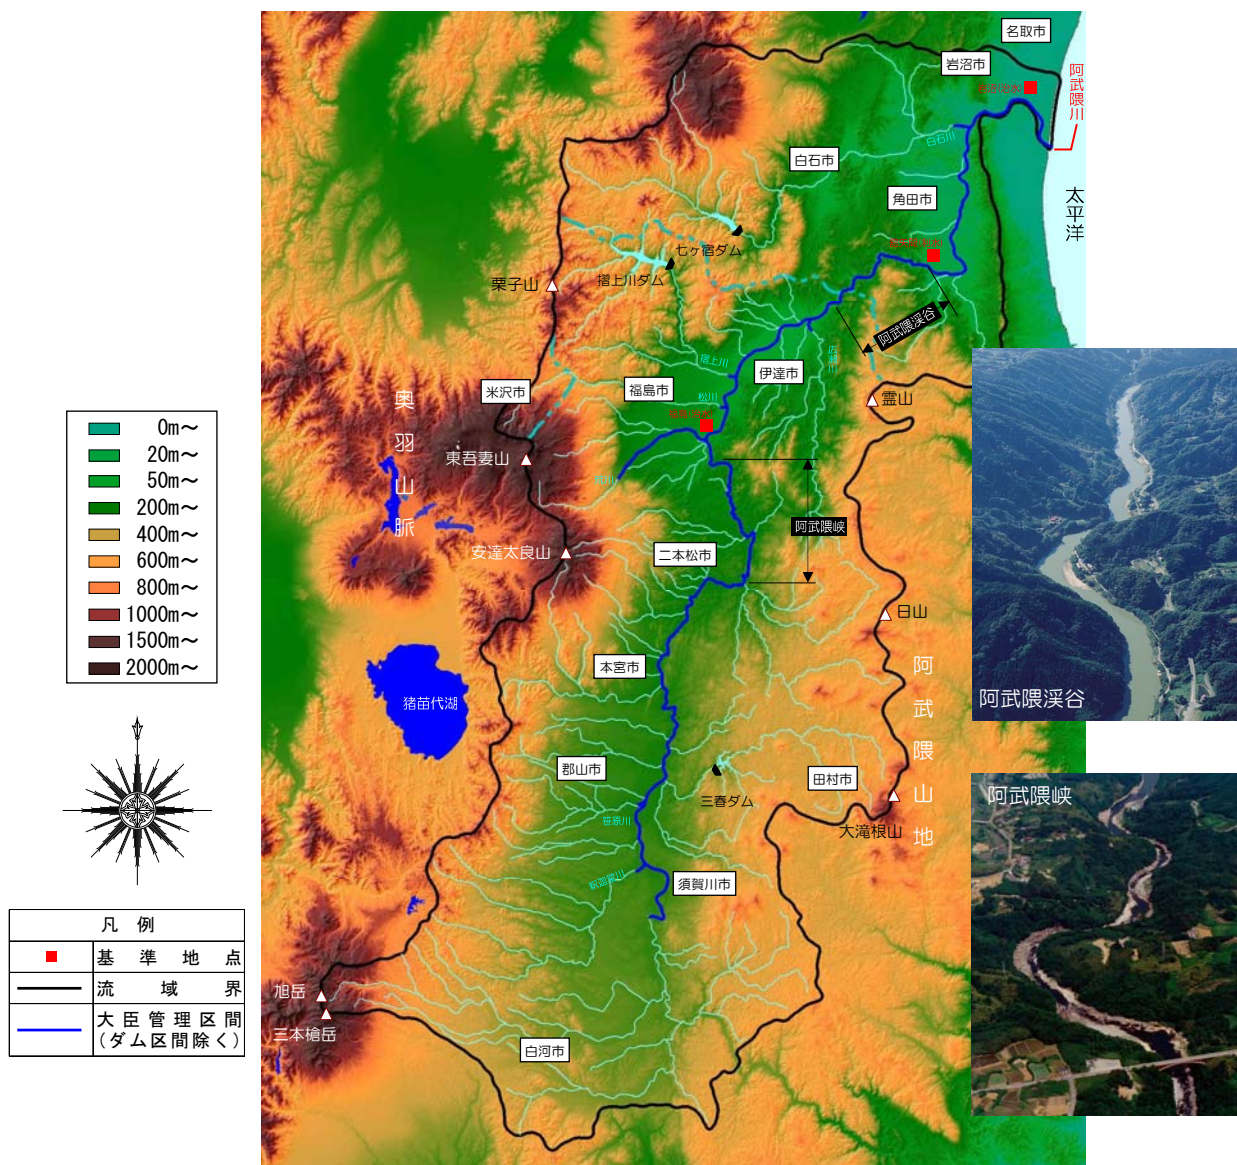 名取市
岩沼市
阿武隈川
白石川
白石市
角田市
太平洋
七ヶ宿ダム
摺上川ダム
栗子山
阿武隈渓谷
摺上川
伊達市
米沢市
福島市
松川
霊山
奥羽山脈
東吾妻山
阿武隈峡
安達太良山
二本松市
日山
本宮市
猪苗代湖
阿武隈山地
郡山市
三春ダム
田村市
大滝根山
笹原川
釈迦堂川
須賀川市
旭岳
三本槍岳
白河市
0m～
20m～
50m～
200m～
400m～
600m～
800m～
1000m～
1500m～
2000m～
凡例
基準地点
流域界
大臣管理区間
(ダム区間除く)
阿武隈渓谷
阿武隈峡